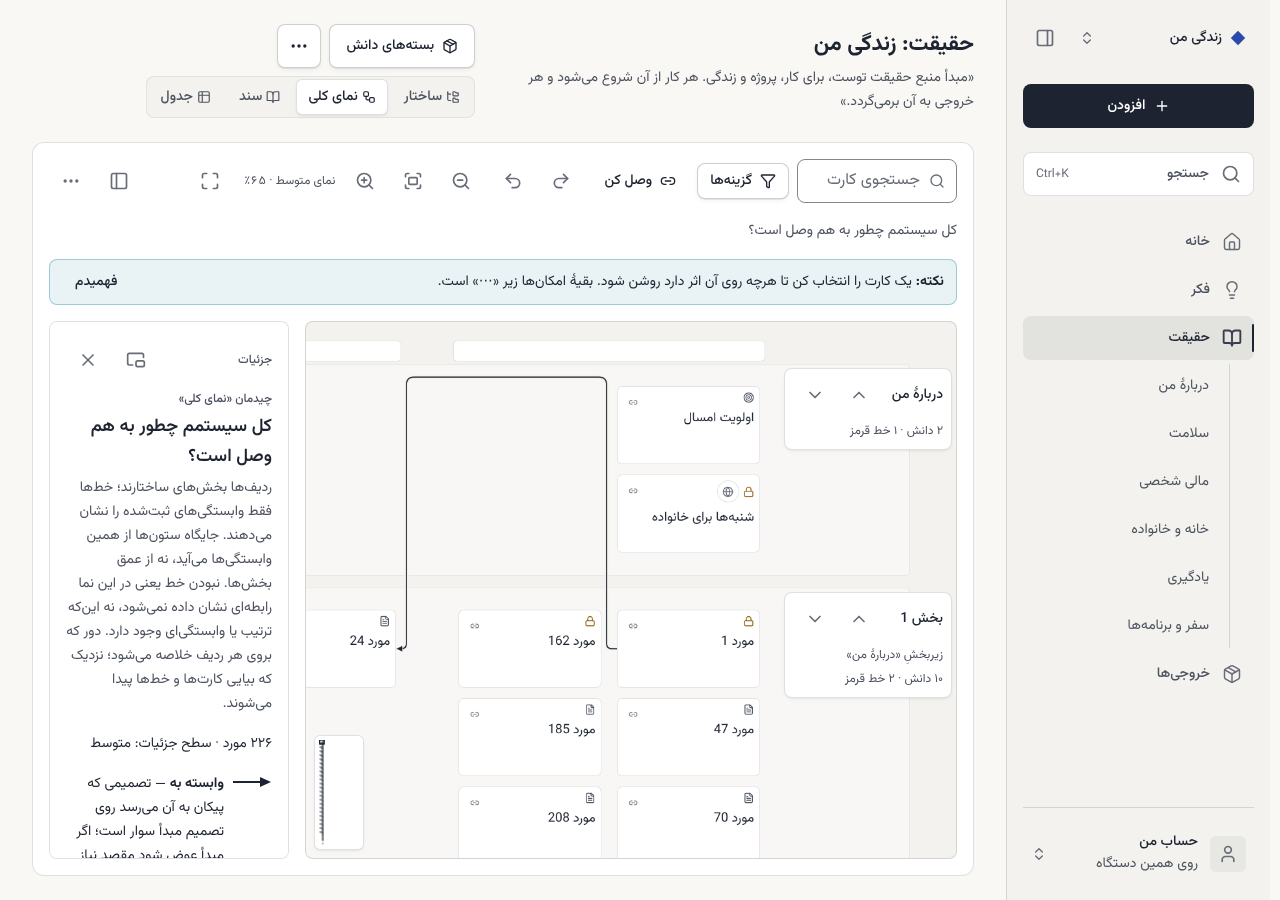 زندگی من
افزودن
جستجو
Ctrl+K
خانه
فکر
حقیقت
دربارهٔ من
سلامت
مالی شخصی
خانه و خانواده
یادگیری
سفر و برنامه‌ها
خروجی‌ها
حساب من
روی همین دستگاه
حقیقت: زندگی من
«مبدأ منبع حقیقت توست، برای کار، پروژه و زندگی. هر کار از آن شروع می‌شود و هر
خروجی به آن برمی‌گردد.»
بسته‌های دانش
ساختار
نمای کلی
سند
جدول
جستجوی کارت
گزینه‌ها
وصل کن
نمای متوسط · ۶۵٪
کل سیستمم چطور به هم وصل است؟
نکته: یک کارت را انتخاب کن تا هرچه روی آن اثر دارد روشن شود. بقیهٔ امکان‌ها زیر «⋯» است.
فهمیدم
دربارهٔ من
۲ دانش · ۱ خط قرمز
اولویت امسال
شنبه‌ها برای خانواده
بخش 1
زیربخش «دربارهٔ من»
۱۰ دانش · ۲ خط قرمز
مورد 1
مورد 162
مورد 24
مورد 47
مورد 185
مورد 70
مورد 208
جزئیات
چیدمان «نمای کلی»
کل سیستمم چطور به هم
وصل است؟
ردیف‌ها بخش‌های ساختارند؛ خط‌ها
فقط وابستگی‌های ثبت‌شده را نشان
می‌دهند. جایگاه ستون‌ها از همین
وابستگی‌ها می‌آید، نه از عمق
بخش‌ها. نبودن خط یعنی در این نما
رابطه‌ای نشان داده نمی‌شود، نه این‌که
ترتیب یا وابستگی‌ای وجود دارد. دور که
بروی هر ردیف خلاصه می‌شود؛ نزدیک
که بیایی کارت‌ها و خط‌ها پیدا
می‌شوند.
۲۲۶ مورد · سطح جزئیات: متوسط
وابسته به — تصمیمی که
پیکان به آن می‌رسد روی
تصمیم مبدأ سوار است؛ اگر
مبدأ عوض شود مقصد نیاز